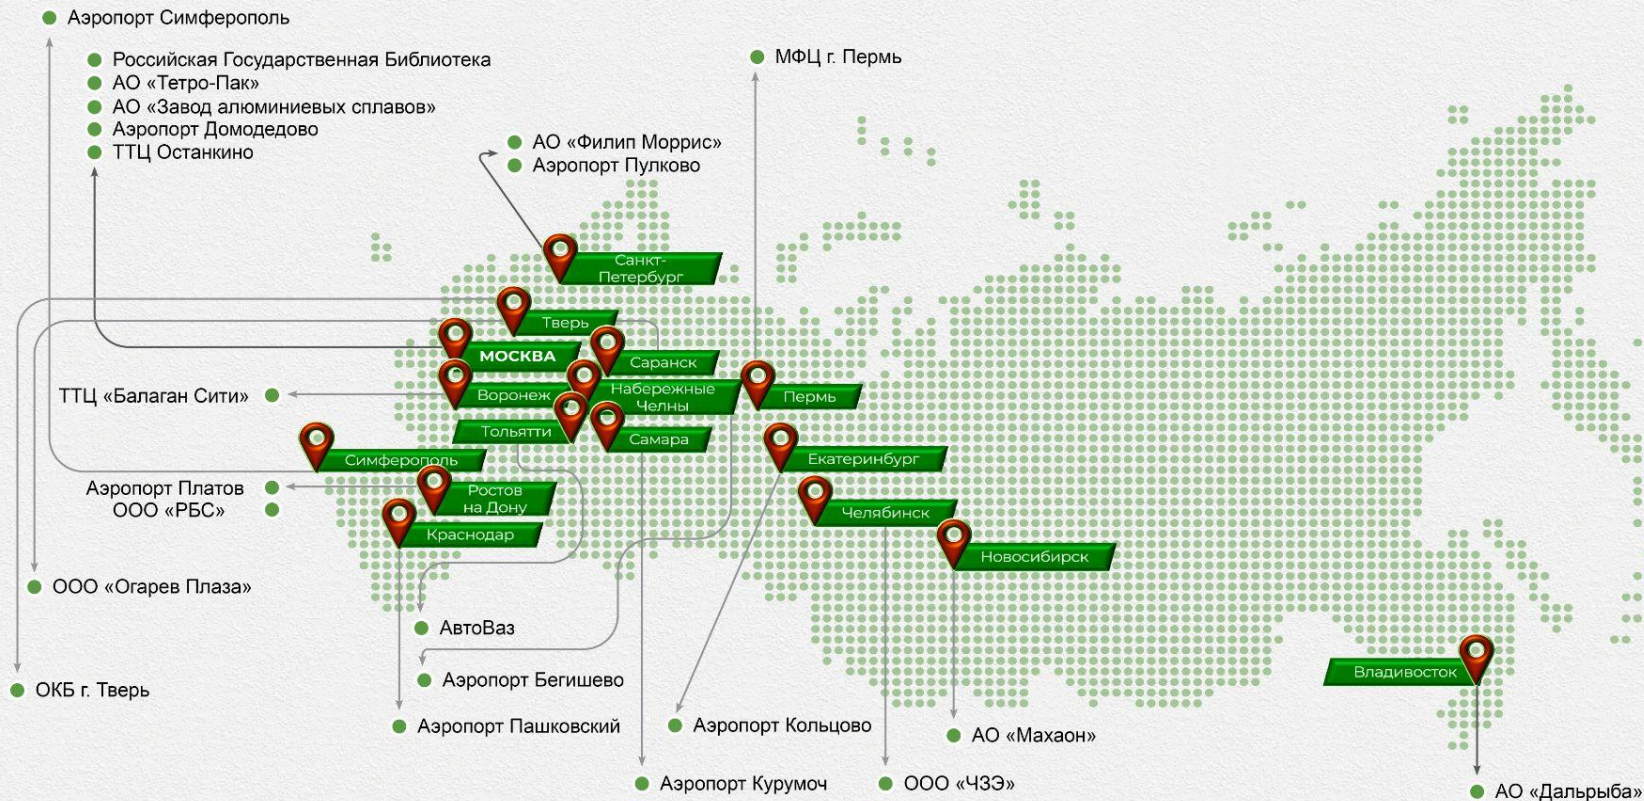 Аэропорт Симферополь
Российская Государственная Библиотека
АО «Тетро-Пак»
АО «Завод алюминиевых сплавов»
Аэропорт Домодедово
ТТЦ Останкино
МФЦ г. Пермь
АО «Филип Моррис»
Аэропорт Пулково
Санкт-
Петербург
Тверь
МОСКВА
Саранск
ТТЦ «Балаган Сити»
Воронеж
Набережные
Челны
Пермь
Тольятти
Самара
Симферополь
Екатеринбург
Аэропорт Платов
ООО «РБС»
Ростов
на Дону
Челябинск
Краснодар
Новосибирск
ООО «Огарев Плаза»
АвтоВаз
Владивосток
ОКБ г. Тверь
Аэропорт Бегишево
Аэропорт Пашковский
Аэропорт Кольцово
АО «Махаон»
Аэропорт Курумоч
ООО «ЧЗЭ»
АО «Дальрыба»